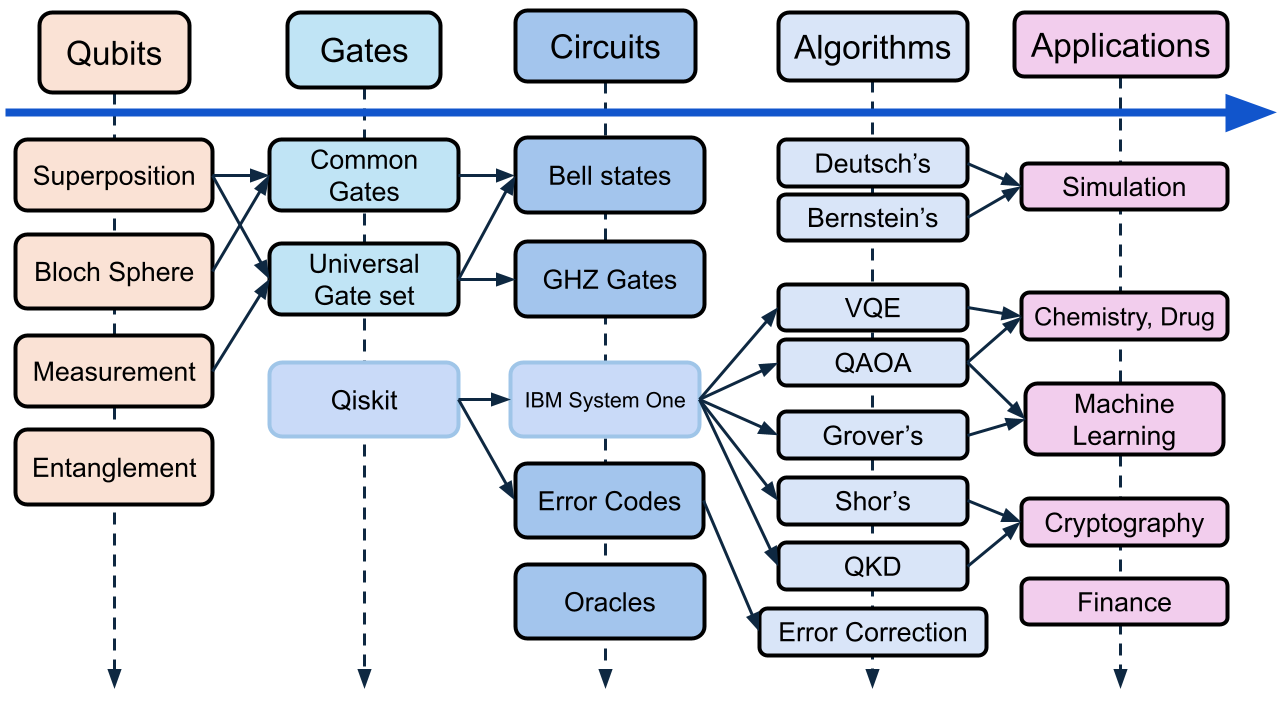 Qubits
Gates
Circuits
Algorithms
Applications
Superposition
Bloch Sphere
Measurement
Entanglement
Common
Gates
Universal
Gate set
Qiskit
Bell states
GHZ Gates
IBM System One
Error Codes
Oracles
Deutsch’s
Bernstein’s
VQE
QAOA
Grover’s
Shor’s
QKD
Error Correction
Simulation
Chemistry, Drug
Machine
Learning
Cryptography
Finance